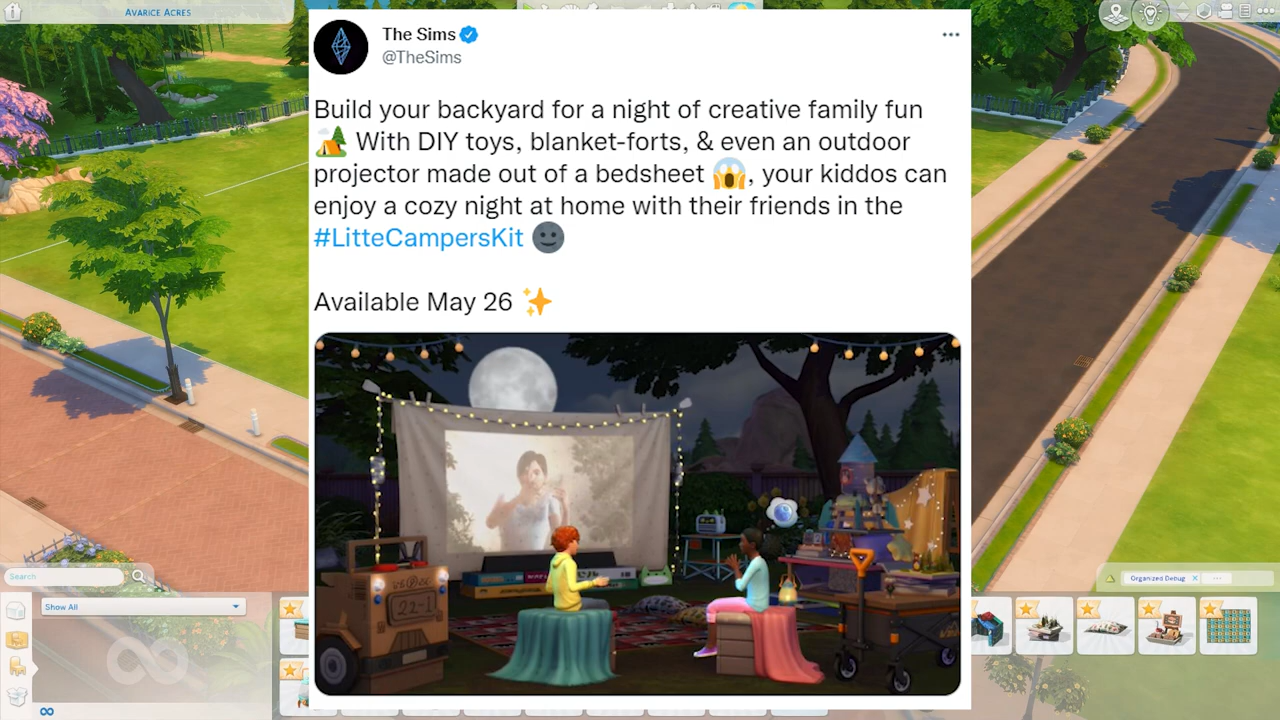 AVARICE ACRES
The Sims
@TheSims
Build your backyard for a night of creative family fun
With DIY toys, blanket-forts, & even an outdoor
projector made out of a bedsheet, your kiddos can
enjoy a cozy night at home with their friends in the
#LitteCampersKit
Available May 26
22-1
Search
Show All
Organized Debug